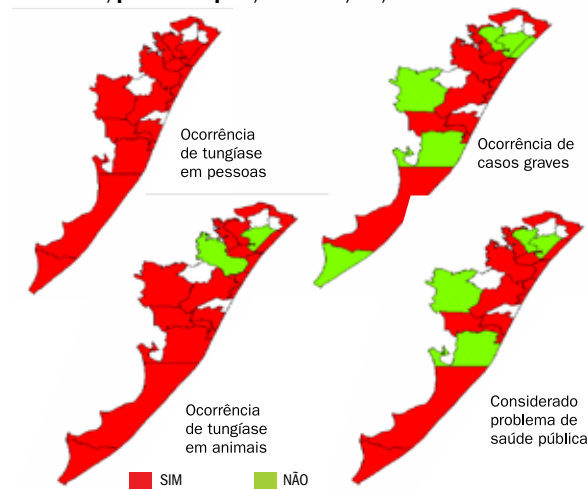 Ocorrência
de tungíase
em pessoas
Ocorrência de
casos graves
Ocorrência
de tungíase
em animais
Considerado
problema de
saúde pública
SIM
NÃO